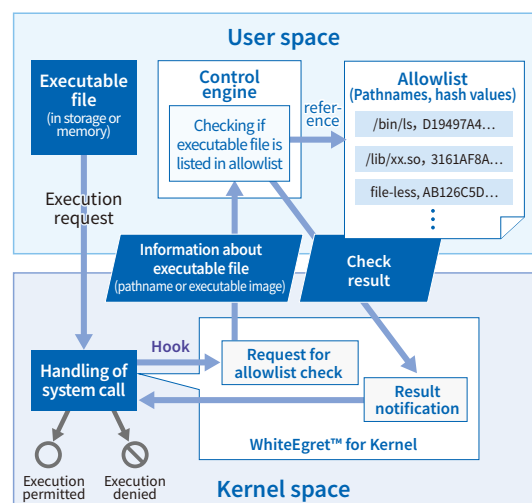 User space
Executable
file
(in storage or
memory)
Control
engine
Checking if
executable file is
listed in allowlist
refer-
ence
Allowlist
(Pathnames, hash values)
/bin/ls, D19497A4...
/lib/xx.so, 3161AF8A...
file-less, AB126C5D...
Execution
request
Information about
executable file
(pathname or executable image)
Check
result
Hook
Handling of
system call
Request for
allowlist check
Result
notification
WhiteEgret™ for Kernel
Execution
permitted
Execution
denied
Kernel space